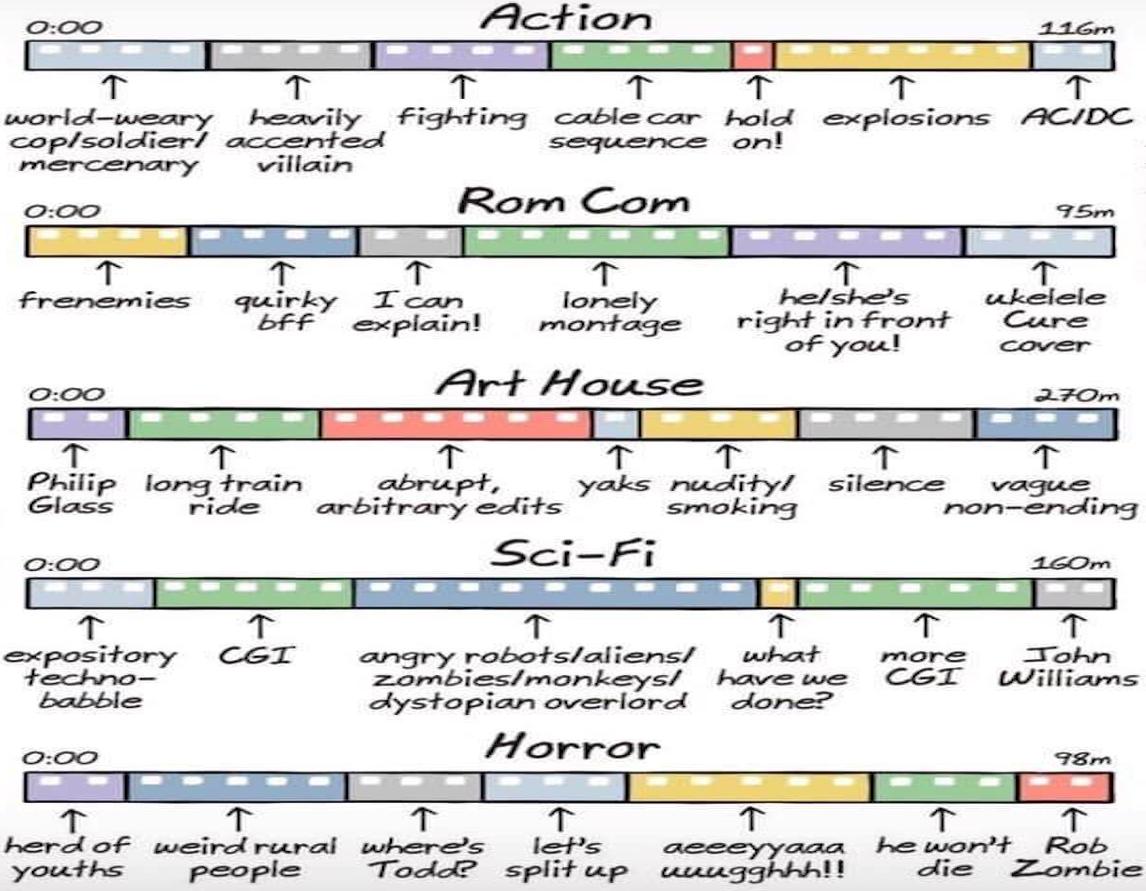 Action
0:00 116m
world-weary heavily fighting cable car hold explosions AC/DC
cop/soldier/ accented sequence on!
mercenary villain
Rom Com
0:00 95m
frenemies quirky I can lonely he/she's ukelele
bff explain! montage right in front Cure
of you! cover
Art House
0:00 270m
Philip long train abrupt, yaks nudity/ silence vague
Glass ride arbitrary edits smoking non-ending
Sci-Fi
0:00 160m
expository CGI angry robots/aliens/ what more John
techno- zombies/monkeys/ have we CGI Williams
babble dystopian overlord done?
Horror
0:00 98m
herd of weird rural where's let's aeeeyyaaa he won't Rob
youths people Todd? split up uuugghhh!! die Zombie